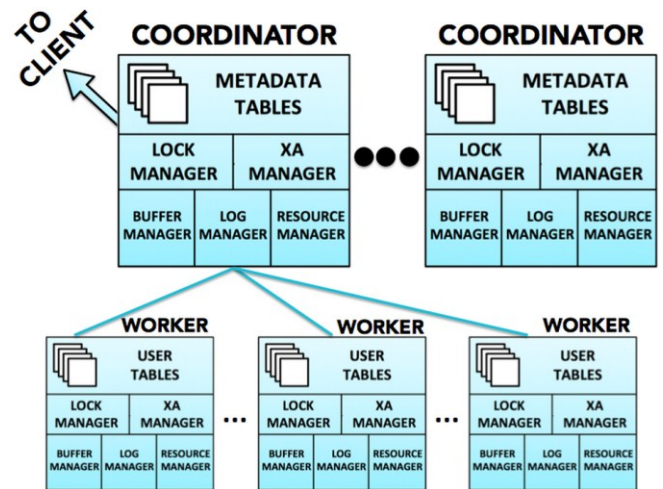 TO
CLIENT
COORDINATOR
METADATA
TABLES
LOCK
MANAGER
XA
MANAGER
BUFFER
MANAGER
LOG
MANAGER
RESOURCE
MANAGER
COORDINATOR
METADATA
TABLES
LOCK
MANAGER
XA
MANAGER
BUFFER
MANAGER
LOG
MANAGER
RESOURCE
MANAGER
WORKER
USER
TABLES
LOCK
MANAGER
XA
MANAGER
BUFFER
MANAGER
LOG
MANAGER
RESOURCE
MANAGER
...
WORKER
USER
TABLES
LOCK
MANAGER
XA
MANAGER
BUFFER
MANAGER
LOG
MANAGER
RESOURCE
MANAGER
...
WORKER
USER
TABLES
LOCK
MANAGER
XA
MANAGER
BUFFER
MANAGER
LOG
MANAGER
RESOURCE
MANAGER